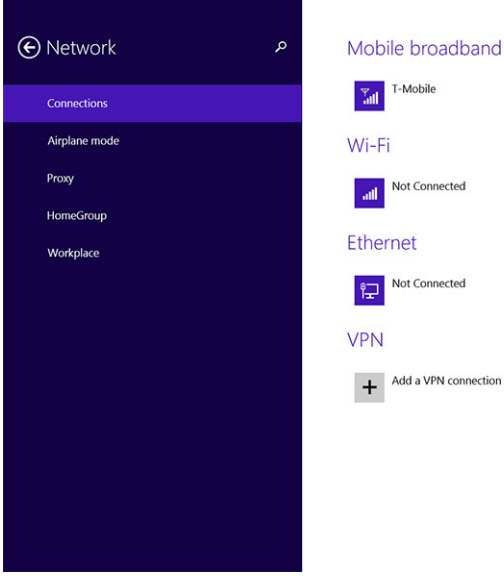 Network
Connections
Airplane mode
Proxy
HomeGroup
Workplace
Mobile broadband
T-Mobile
Wi-Fi
Not Connected
Ethernet
Not Connected
VPN
Add a VPN connection